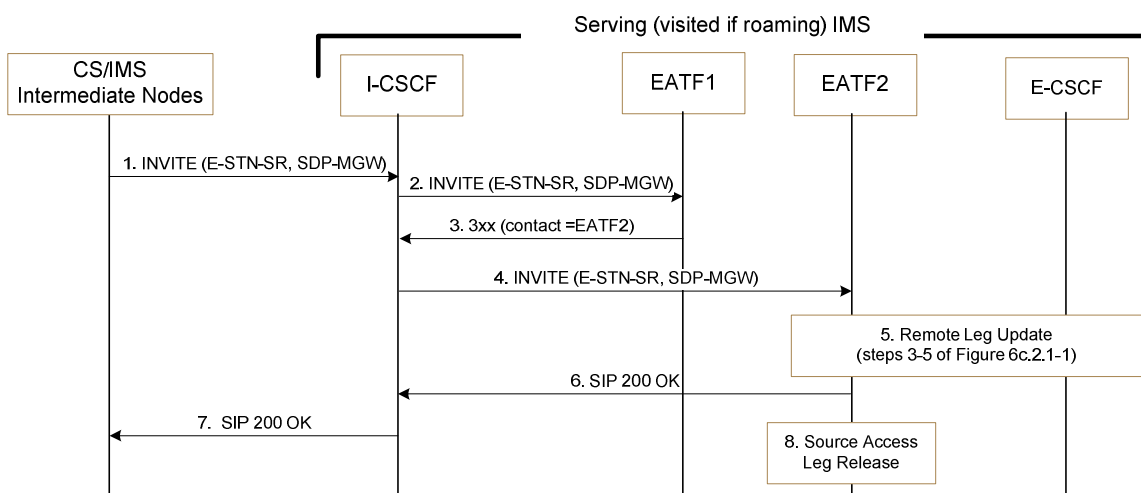 Serving (visited if roaming) IMS
CS/IMS
Intermediate Nodes
I-CSCF
EATF1
EATF2
E-CSCF
1. INVITE (E-STN-SR, SDP-MGW)
2. INVITE (E-STN-SR, SDP-MGW)
3. 3xx (contact =EATF2)
4. INVITE (E-STN-SR, SDP-MGW)
5. Remote Leg Update
(steps 3-5 of Figure 6c.2.1-1)
6. SIP 200 OK
7. SIP 200 OK
8. Source Access
Leg Release